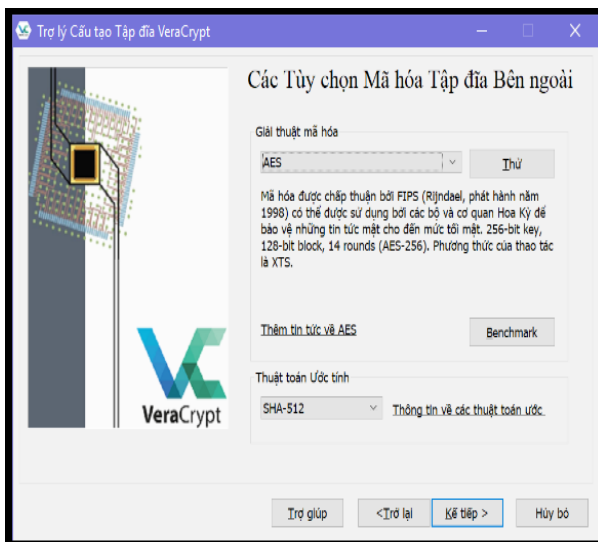 Trợ lý Cấu tạo Tập đĩa VeraCrypt
Các Tùy chọn Mã hóa Tập đĩa Bên ngoài
Giải thuật mã hóa
AES
Thử
Mã hóa được chấp thuận bởi FIPS (Rijndael, phát hành năm
1998) có thể được sử dụng bởi các bộ và cơ quan Hoa Kỳ để
bảo vệ những tin tức mật cho đến mức tối mật. 256-bit key,
128-bit block, 14 rounds (AES-256). Phương thức của thao tác
là XTS.
Thêm tin tức về AES
Benchmark
Thuật toán Ước tính
SHA-512
Thông tin về các thuật toán ước
VeraCrypt
Trợ giúp
<Trở lại
Kế tiếp >
Hủy bỏ